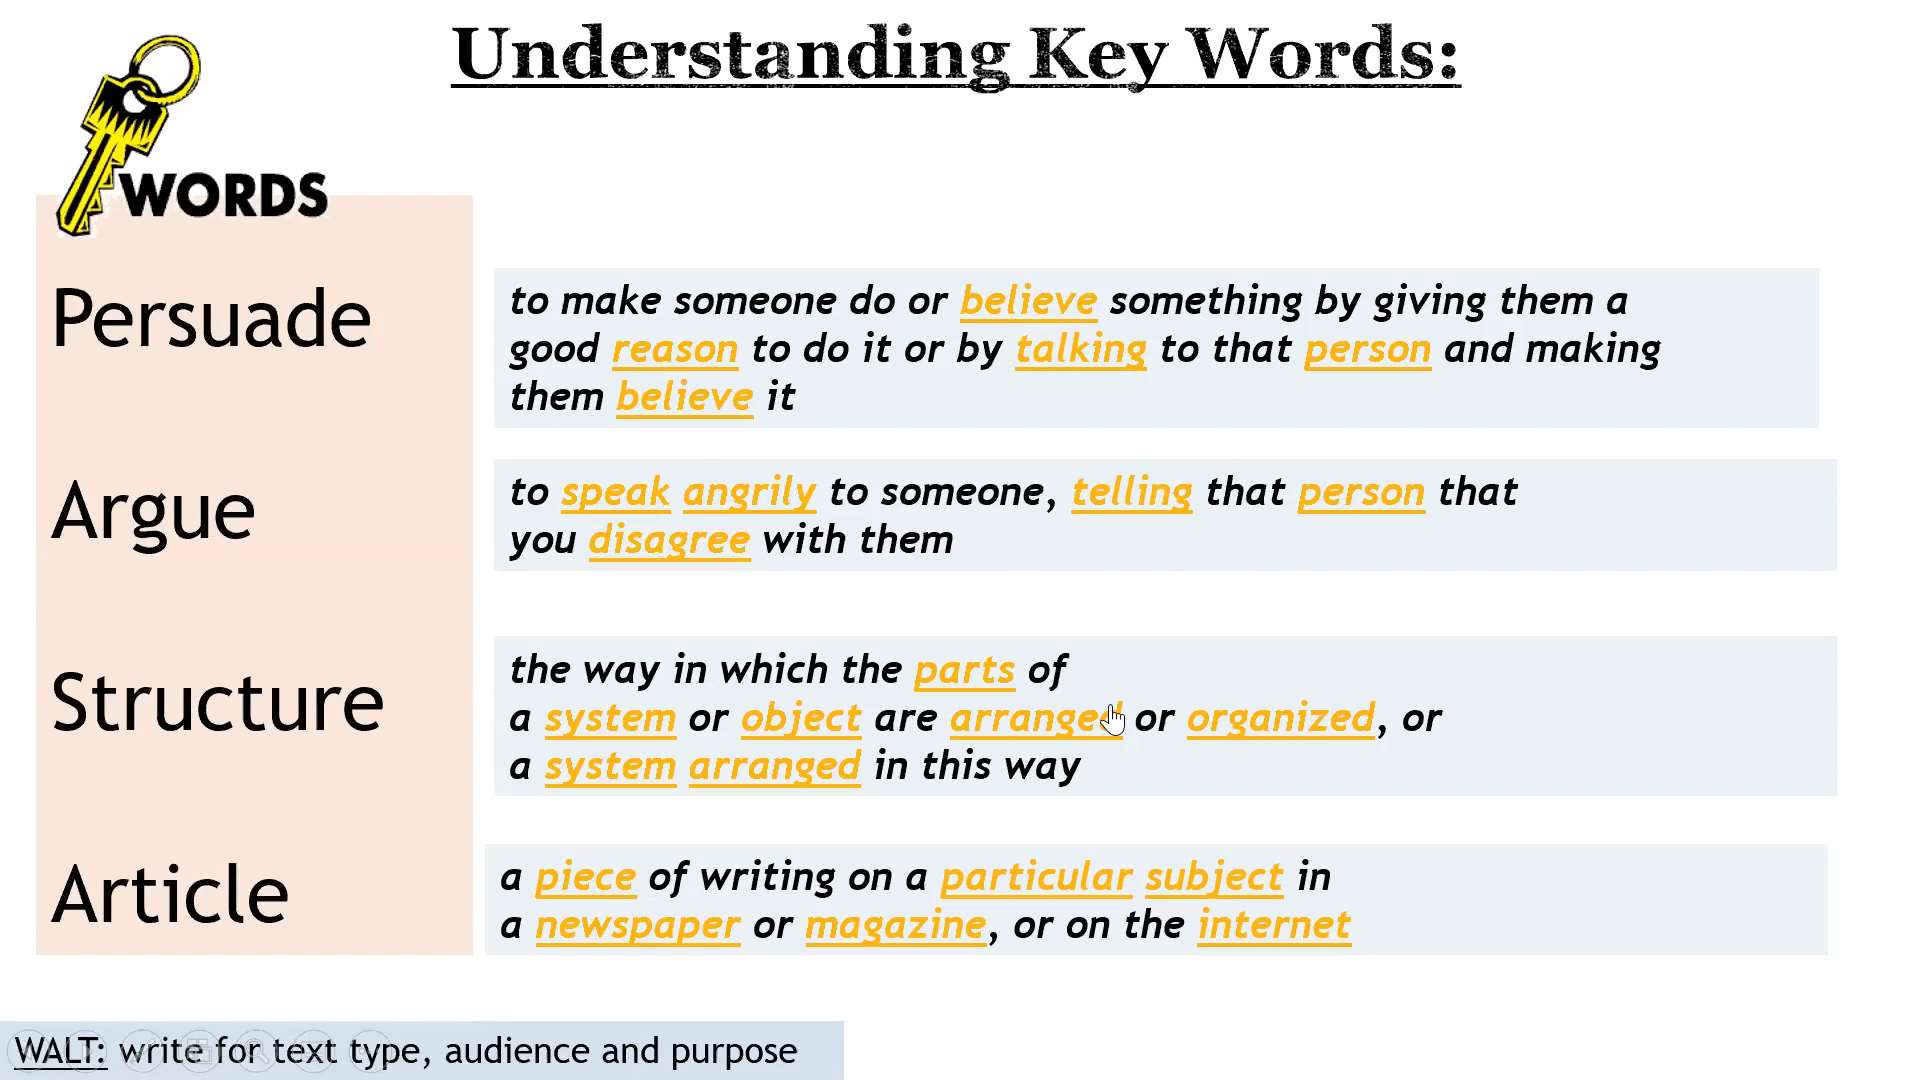 Understanding Key Words:
WORDS
Persuade
to make someone do or believe something by giving them a
good reason to do it or by talking to that person and making
them believe it
Argue
to speak angrily to someone, telling that person that
you disagree with them
Structure
the way in which the parts of
a system or object are arranged or organized, or
a system arranged in this way
Article
a piece of writing on a particular subject in
a newspaper or magazine, or on the internet
WALT: write for text type, audience and purpose